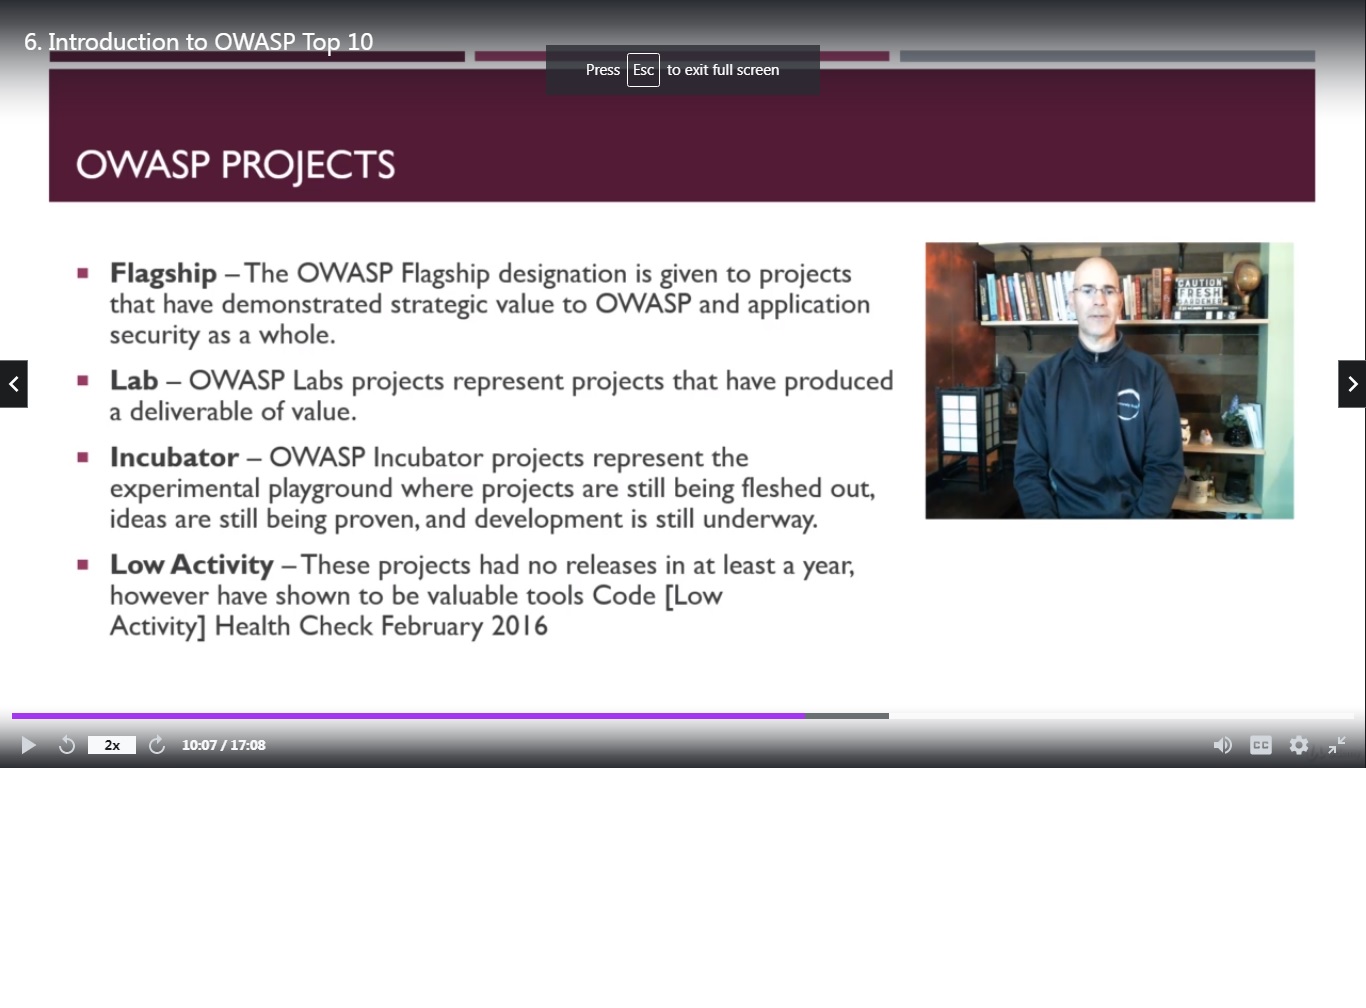 6. Introduction to OWASP Top 10
Press Esc to exit full screen
OWASP PROJECTS
Flagship – The OWASP Flagship designation is given to projects
that have demonstrated strategic value to OWASP and application
security as a whole.
Lab – OWASP Labs projects represent projects that have produced
a deliverable of value.
Incubator – OWASP Incubator projects represent the
experimental playground where projects are still being fleshed out,
ideas are still being proven, and development is still underway.
Low Activity – These projects had no releases in at least a year,
however have shown to be valuable tools Code [Low
Activity] Health Check February 2016
CAUTION
FRESH
GARDENER
2x
10:07 / 17:08
CC